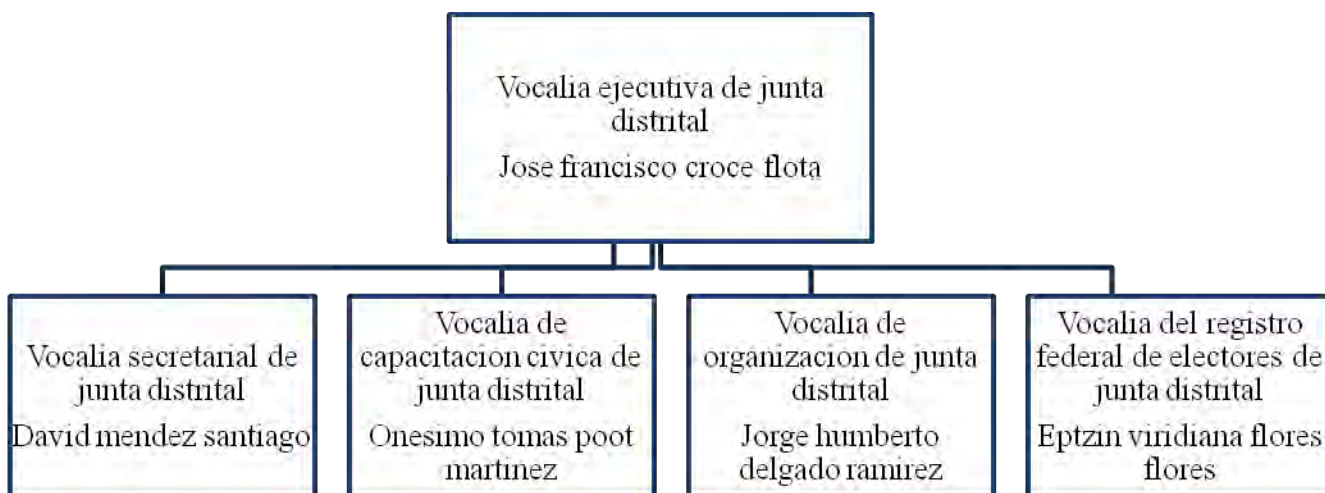 Vocalia ejecutiva de junta
distrital
Jose francisco croce flota
Vocalia secretarial de
junta distrital
David mendez santiago
Vocalia de
capacitacion civica de
junta distrital
Onesimo tomas poot
martinez
Vocalia de
organizacion de junta
distrital
Jorge humberto
delgado ramirez
Vocalia del registro
federal de electores de
junta distrital
Eptzin viridiana flores
flores